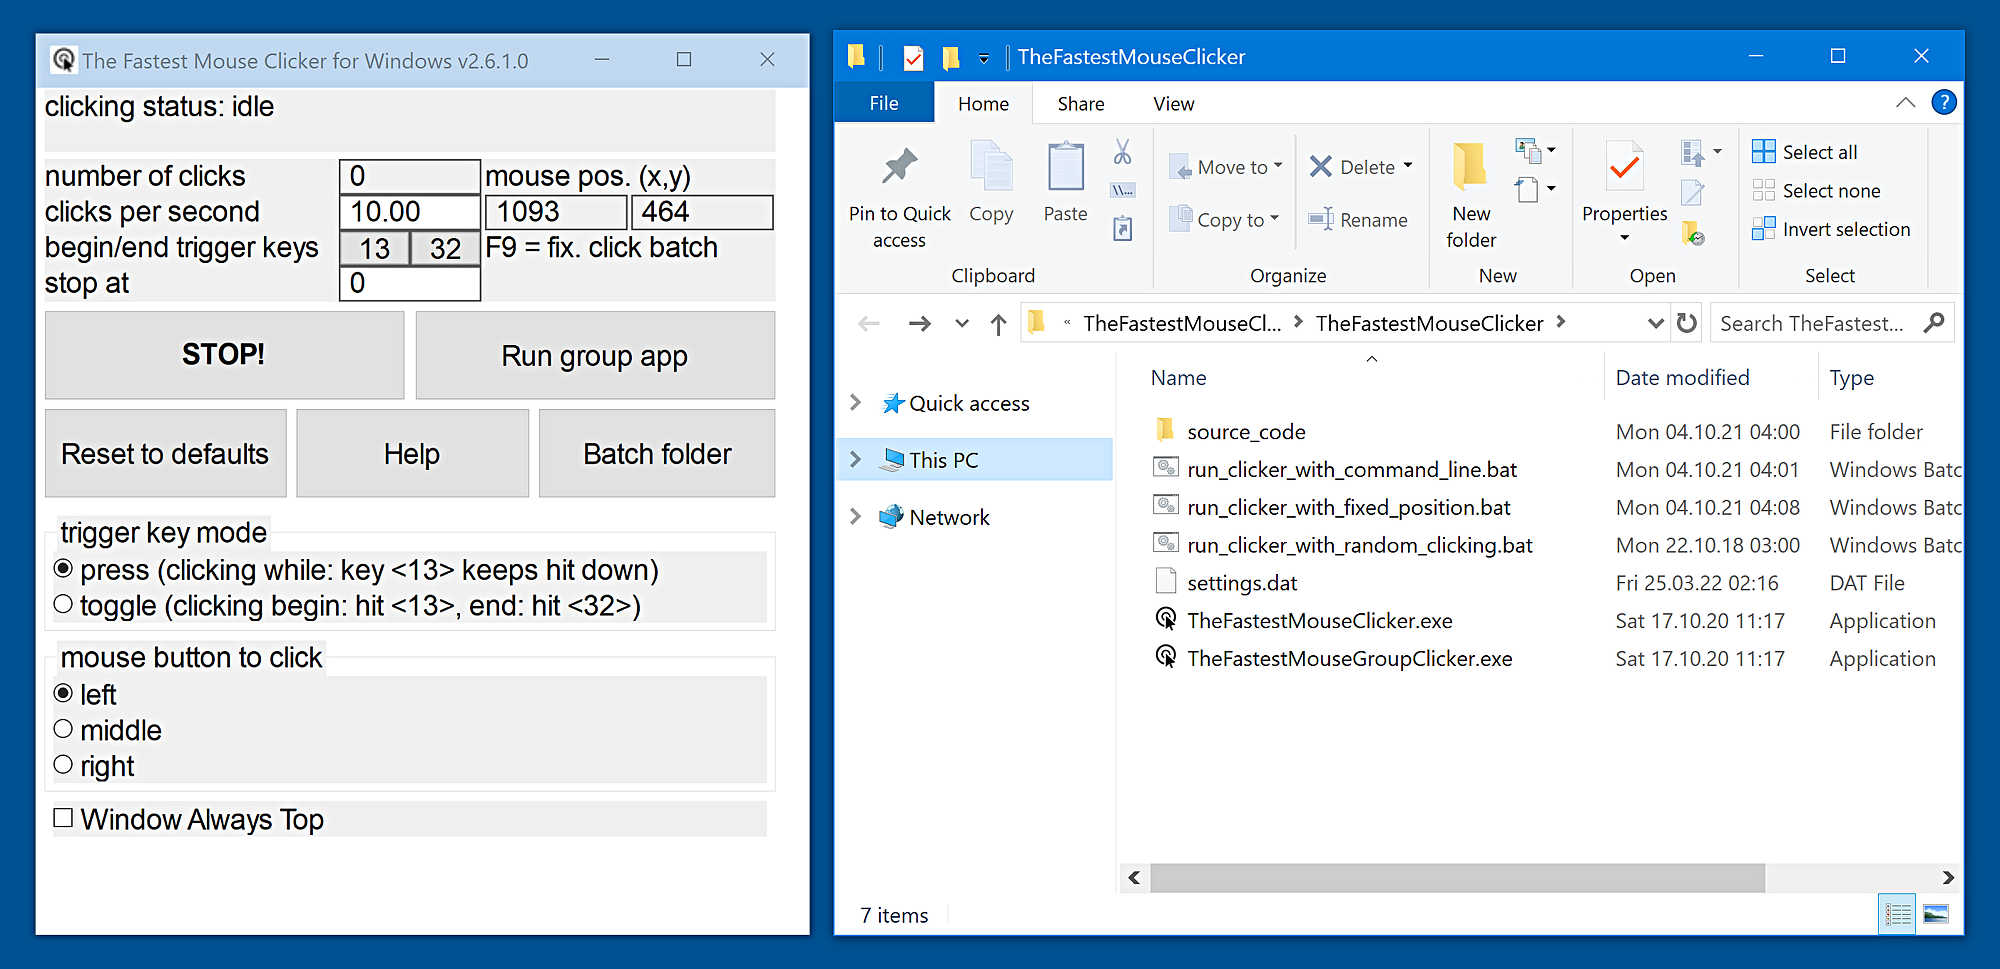 The Fastest Mouse Clicker for Windows v2.6.1.0
clicking status: idle
number of clicks 0 mouse pos. (x,y)
clicks per second 10.00 1093 464
begin/end trigger keys 13 32 F9 = fix. click batch
stop at 0
STOP! Run group app
Reset to defaults Help Batch folder
trigger key mode
press (clicking while: key <13> keeps hit down)
toggle (clicking begin: hit <13>, end: hit <32>)
mouse button to click
left
middle
right
Window Always Top
TheFastestMouseClicker
File Home Share View
Pin to Quick access
Copy
Paste
Clipboard
Move to
Copy to
Delete
Rename
Organize
New folder
New
Properties
Open
Select all
Select none
Invert selection
Select
« TheFastestMouseCl... TheFastestMouseClicker
Search TheFastest...
Quick access
This PC
Network
Name Date modified Type
source_code Mon 04.10.21 04:00 File folder
run_clicker_with_command_line.bat Mon 04.10.21 04:01 Windows Batc
run_clicker_with_fixed_position.bat Mon 04.10.21 04:08 Windows Batc
run_clicker_with_random_clicking.bat Mon 22.10.18 03:00 Windows Batc
settings.dat Fri 25.03.22 02:16 DAT File
TheFastestMouseClicker.exe Sat 17.10.20 11:17 Application
TheFastestMouseGroupClicker.exe Sat 17.10.20 11:17 Application
7 items